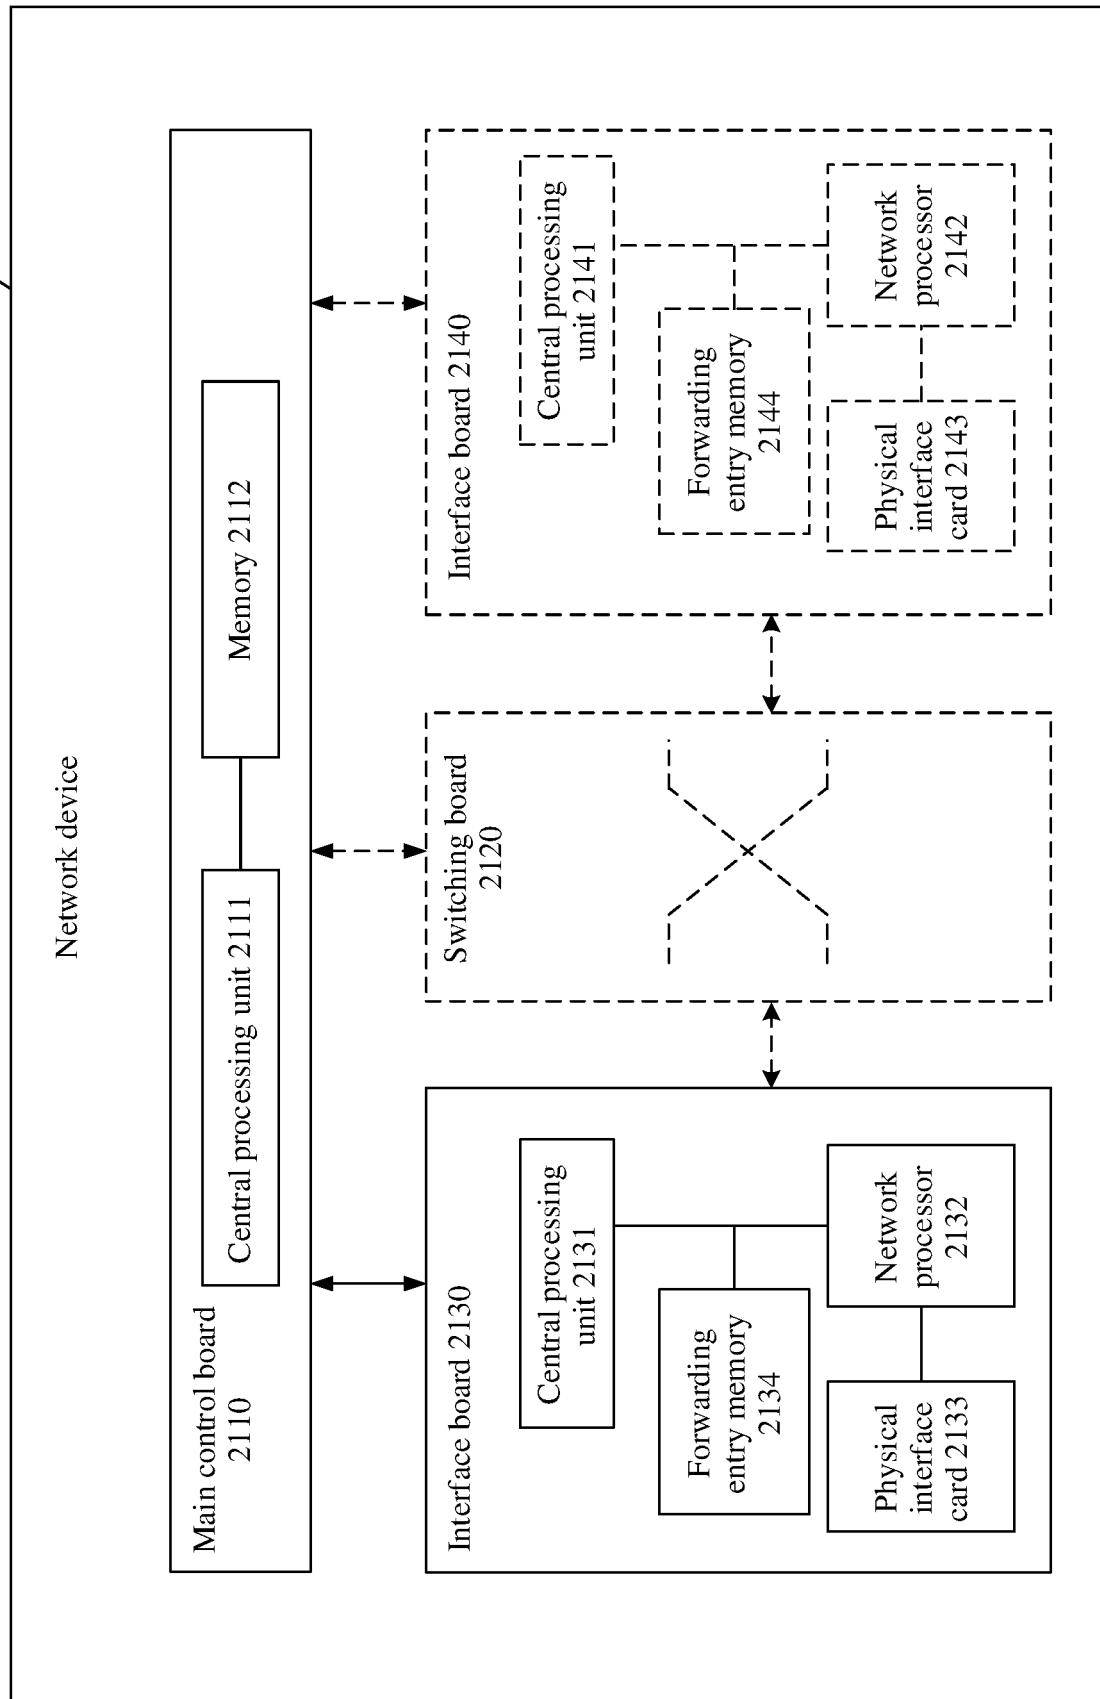 Network device
Main control board
2110
Central processing unit 2111
Memory 2112
Interface board 2130
Central processing
unit 2131
Forwarding
entry memory
2134
Physical
interface
card 2133
Network
processor
2132
Switching board
2120
Interface board 2140
Central processing
unit 2141
Forwarding
entry memory
2144
Physical
interface
card 2143
Network
processor
2142